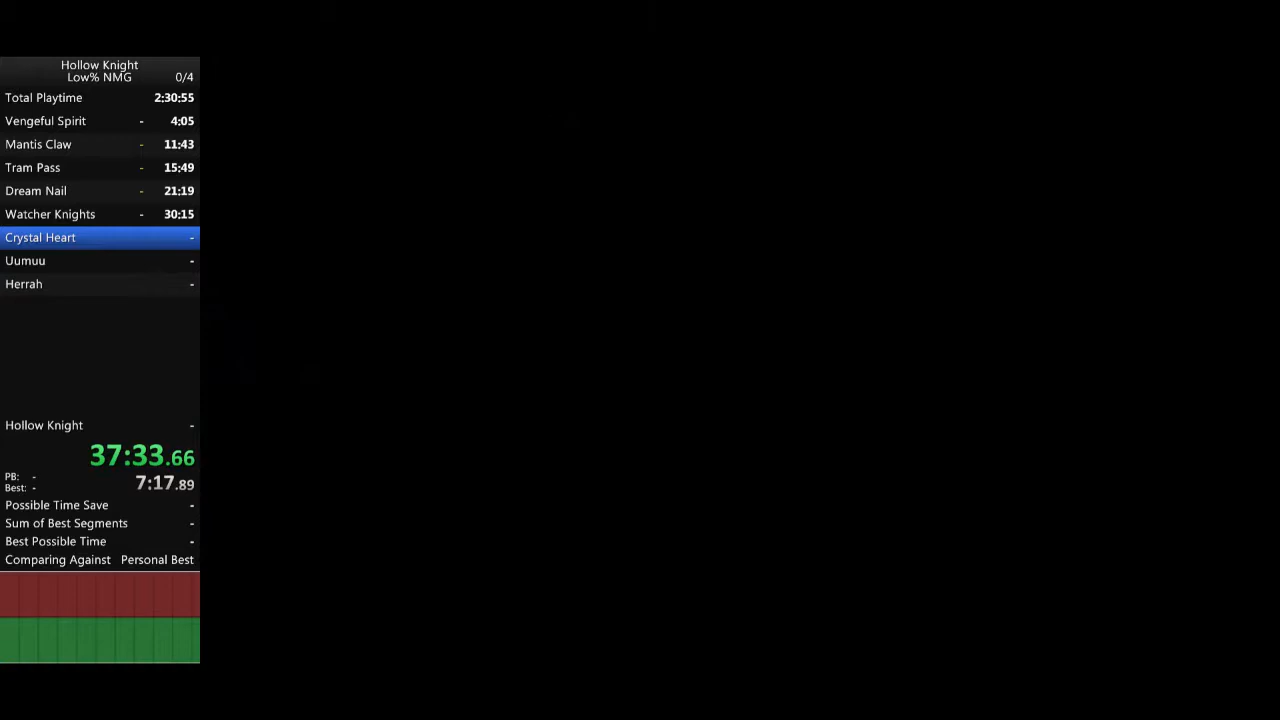 Hollow Knight
Low% NMG 0/4
Total Playtime 2:30:55
Vengeful Spirit - 4:05
Mantis Claw - 11:43
Tram Pass - 15:49
Dream Nail - 21:19
Watcher Knights - 30:15
Crystal Heart -
Uumuu -
Herrah -
Hollow Knight -
37:33.66
PB: -
Best: - 7:17.89
Possible Time Save -
Sum of Best Segments -
Best Possible Time -
Comparing Against Personal Best